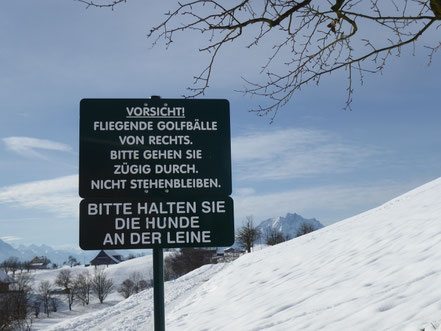 VORSICHT!
FLIEGENDE GOLFBÄLLE
VON RECHTS.
BITTE GEHEN SIE
ZÜGIG DURCH.
NICHT STEHENBLEIBEN.
BITTE HALTEN SIE
DIE HUNDE
AN DER LEINE